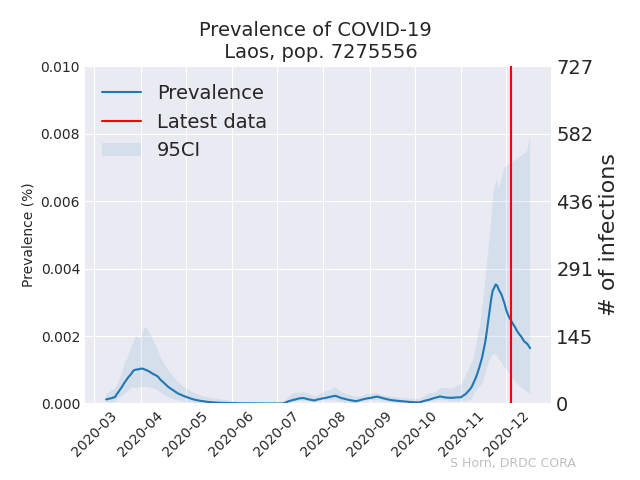 Prevalence of COVID-19
Laos, pop. 7275556
Prevalence
Latest data
95CI
Prevalence (%)
0.010
0.008
0.006
0.004
0.002
0.000
727
582
436
291
145
0
# of infections
2020-03
2020-04
2020-05
2020-06
2020-07
2020-08
2020-09
2020-10
2020-11
2020-12
S Horn, DRDC CORA